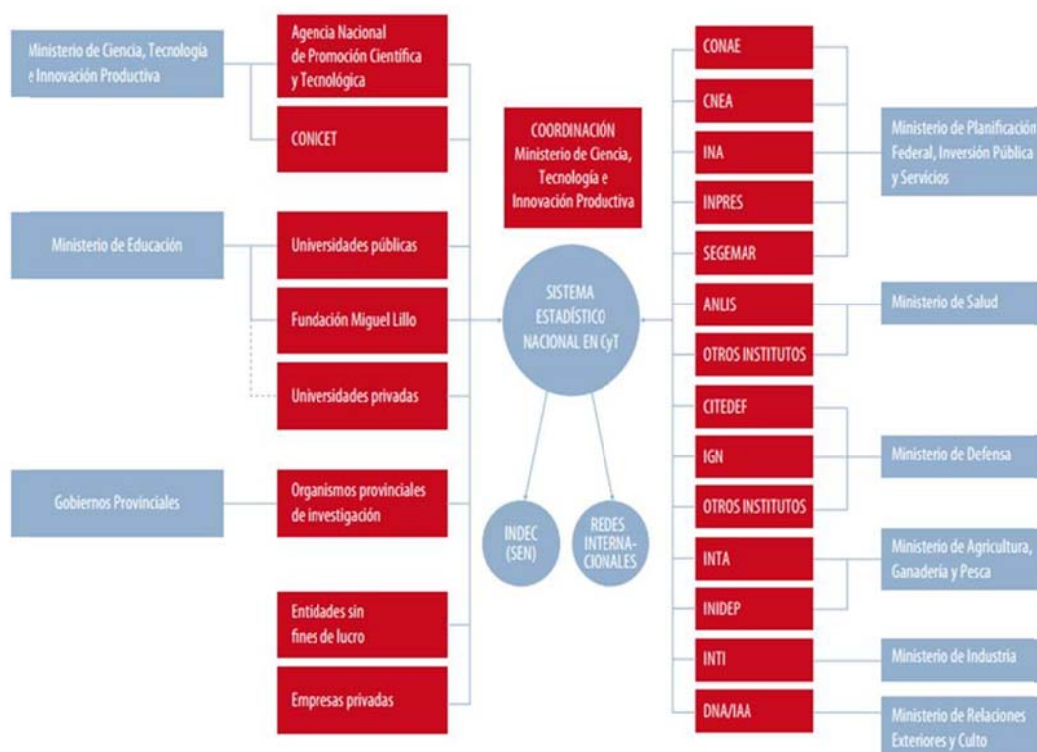 Ministerio de Ciencia, Tecnología
e Innovación Productiva
Agencia Nacional
de Promoción Científica
y Tecnológica
CONICET
Ministerio de Educación
Universidades públicas
Fundación Miguel Lillo
Universidades privadas
Gobiernos Provinciales
Organismos provinciales
de investigación
Entidades sin
fines de lucro
Empresas privadas
COORDINACIÓN
Ministerio de Ciencia,
Tecnología e
Innovación Productiva
SISTEMA
ESTADÍSTICO
NACIONAL EN CyT
INDEC
(SEN)
REDES
INTERNA-
CIONALES
CONAE
CNEA
INA
INPRES
SEGEMAR
ANLIS
OTROS INSTITUTOS
CITEDEF
IGN
OTROS INSTITUTOS
INTA
INIDEP
INTI
DNA/IAA
Ministerio de Planificación
Federal, Inversión Pública
y Servicios
Ministerio de Salud
Ministerio de Defensa
Ministerio de Agricultura,
Ganadería y Pesca
Ministerio de Industria
Ministerio de Relaciones
Exteriores y Culto